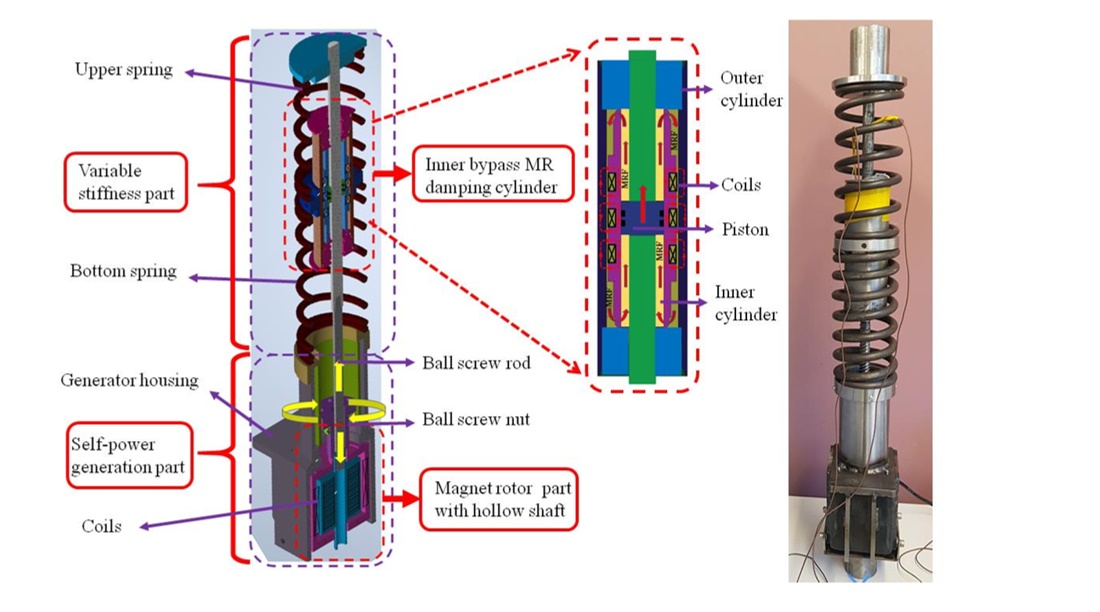 Upper spring
Variable
stiffness part
Bottom spring
Generator housing
Self-power
generation part
Coils
Inner bypass MR
damping cylinder
Ball screw rod
Ball screw nut
Magnet rotor part
with hollow shaft
MRF
MRF
MRF
MRF
Outer
cylinder
Coils
Piston
Inner
cylinder